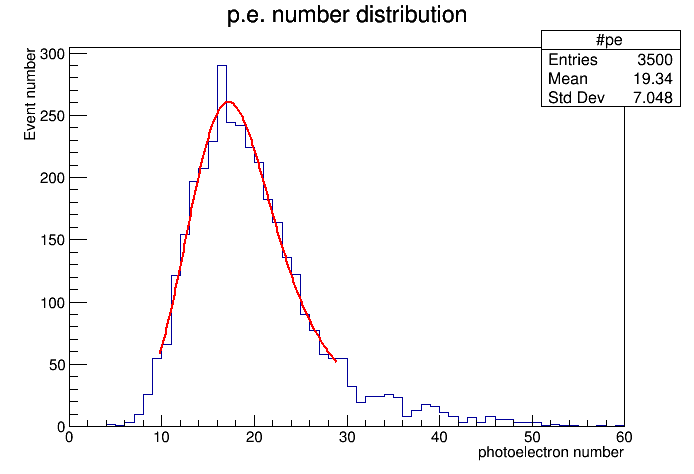 p.e. number distribution
#pe
Entries 3500
Mean 19.34
Std Dev 7.048
Event number
300
250
200
150
100
50
0
0 10 20 30 40 50 60
photoelectron number